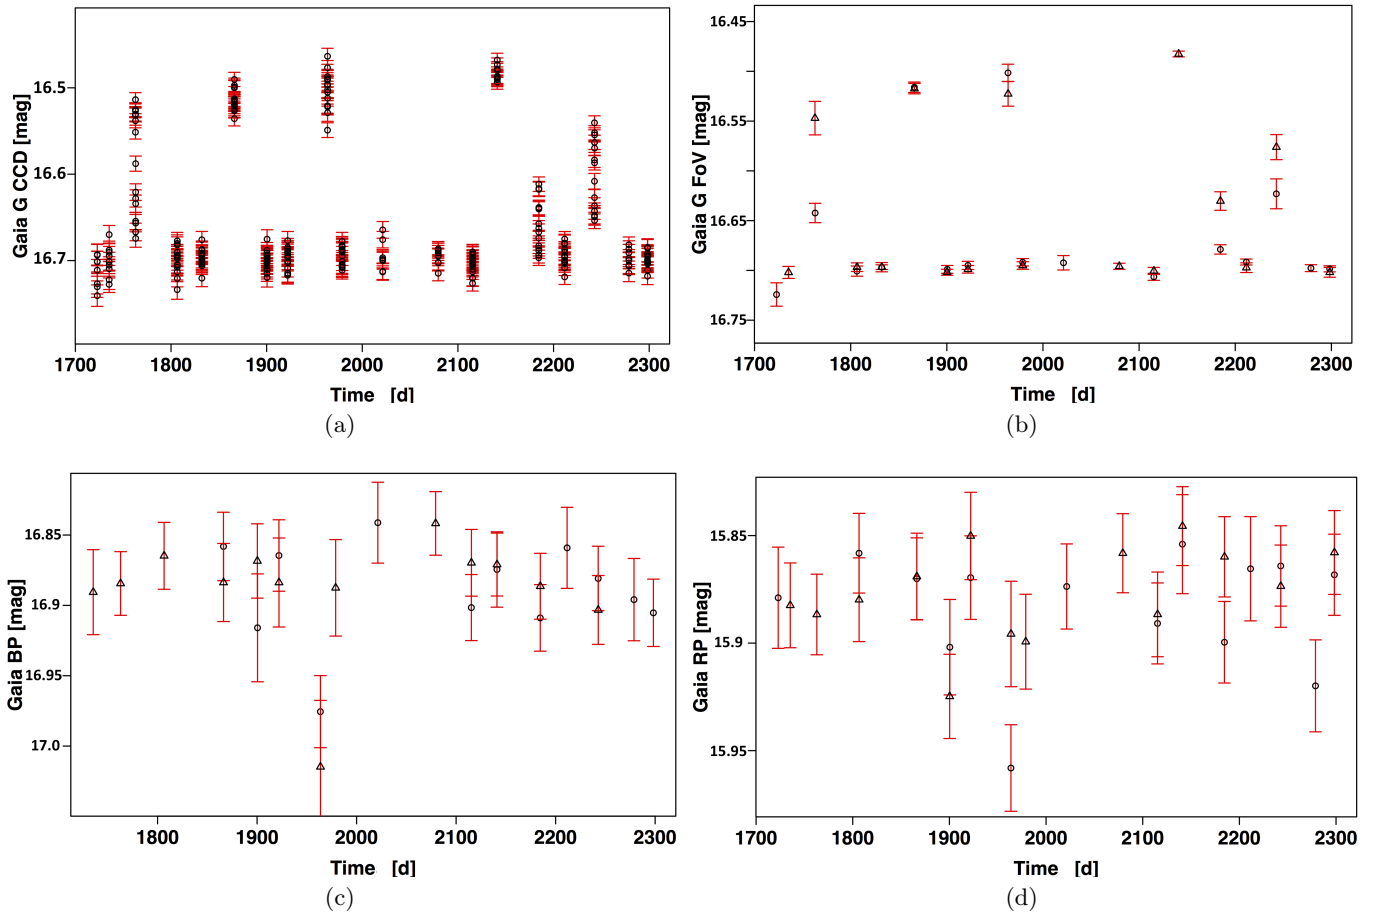 Gaia G CCD [mag]
16.5
16.6
16.7
1700 1800 1900 2000 2100 2200 2300
Time [d]
(a)
Gaia G FoV [mag]
16.45
16.55
16.65
16.75
1700 1800 1900 2000 2100 2200 2300
Time [d]
(b)
Gaia BP [mag]
16.85
16.9
16.95
17.0
1800 1900 2000 2100 2200 2300
Time [d]
(c)
Gaia RP [mag]
15.85
15.9
15.95
1700 1800 1900 2000 2100 2200 2300
Time [d]
(d)